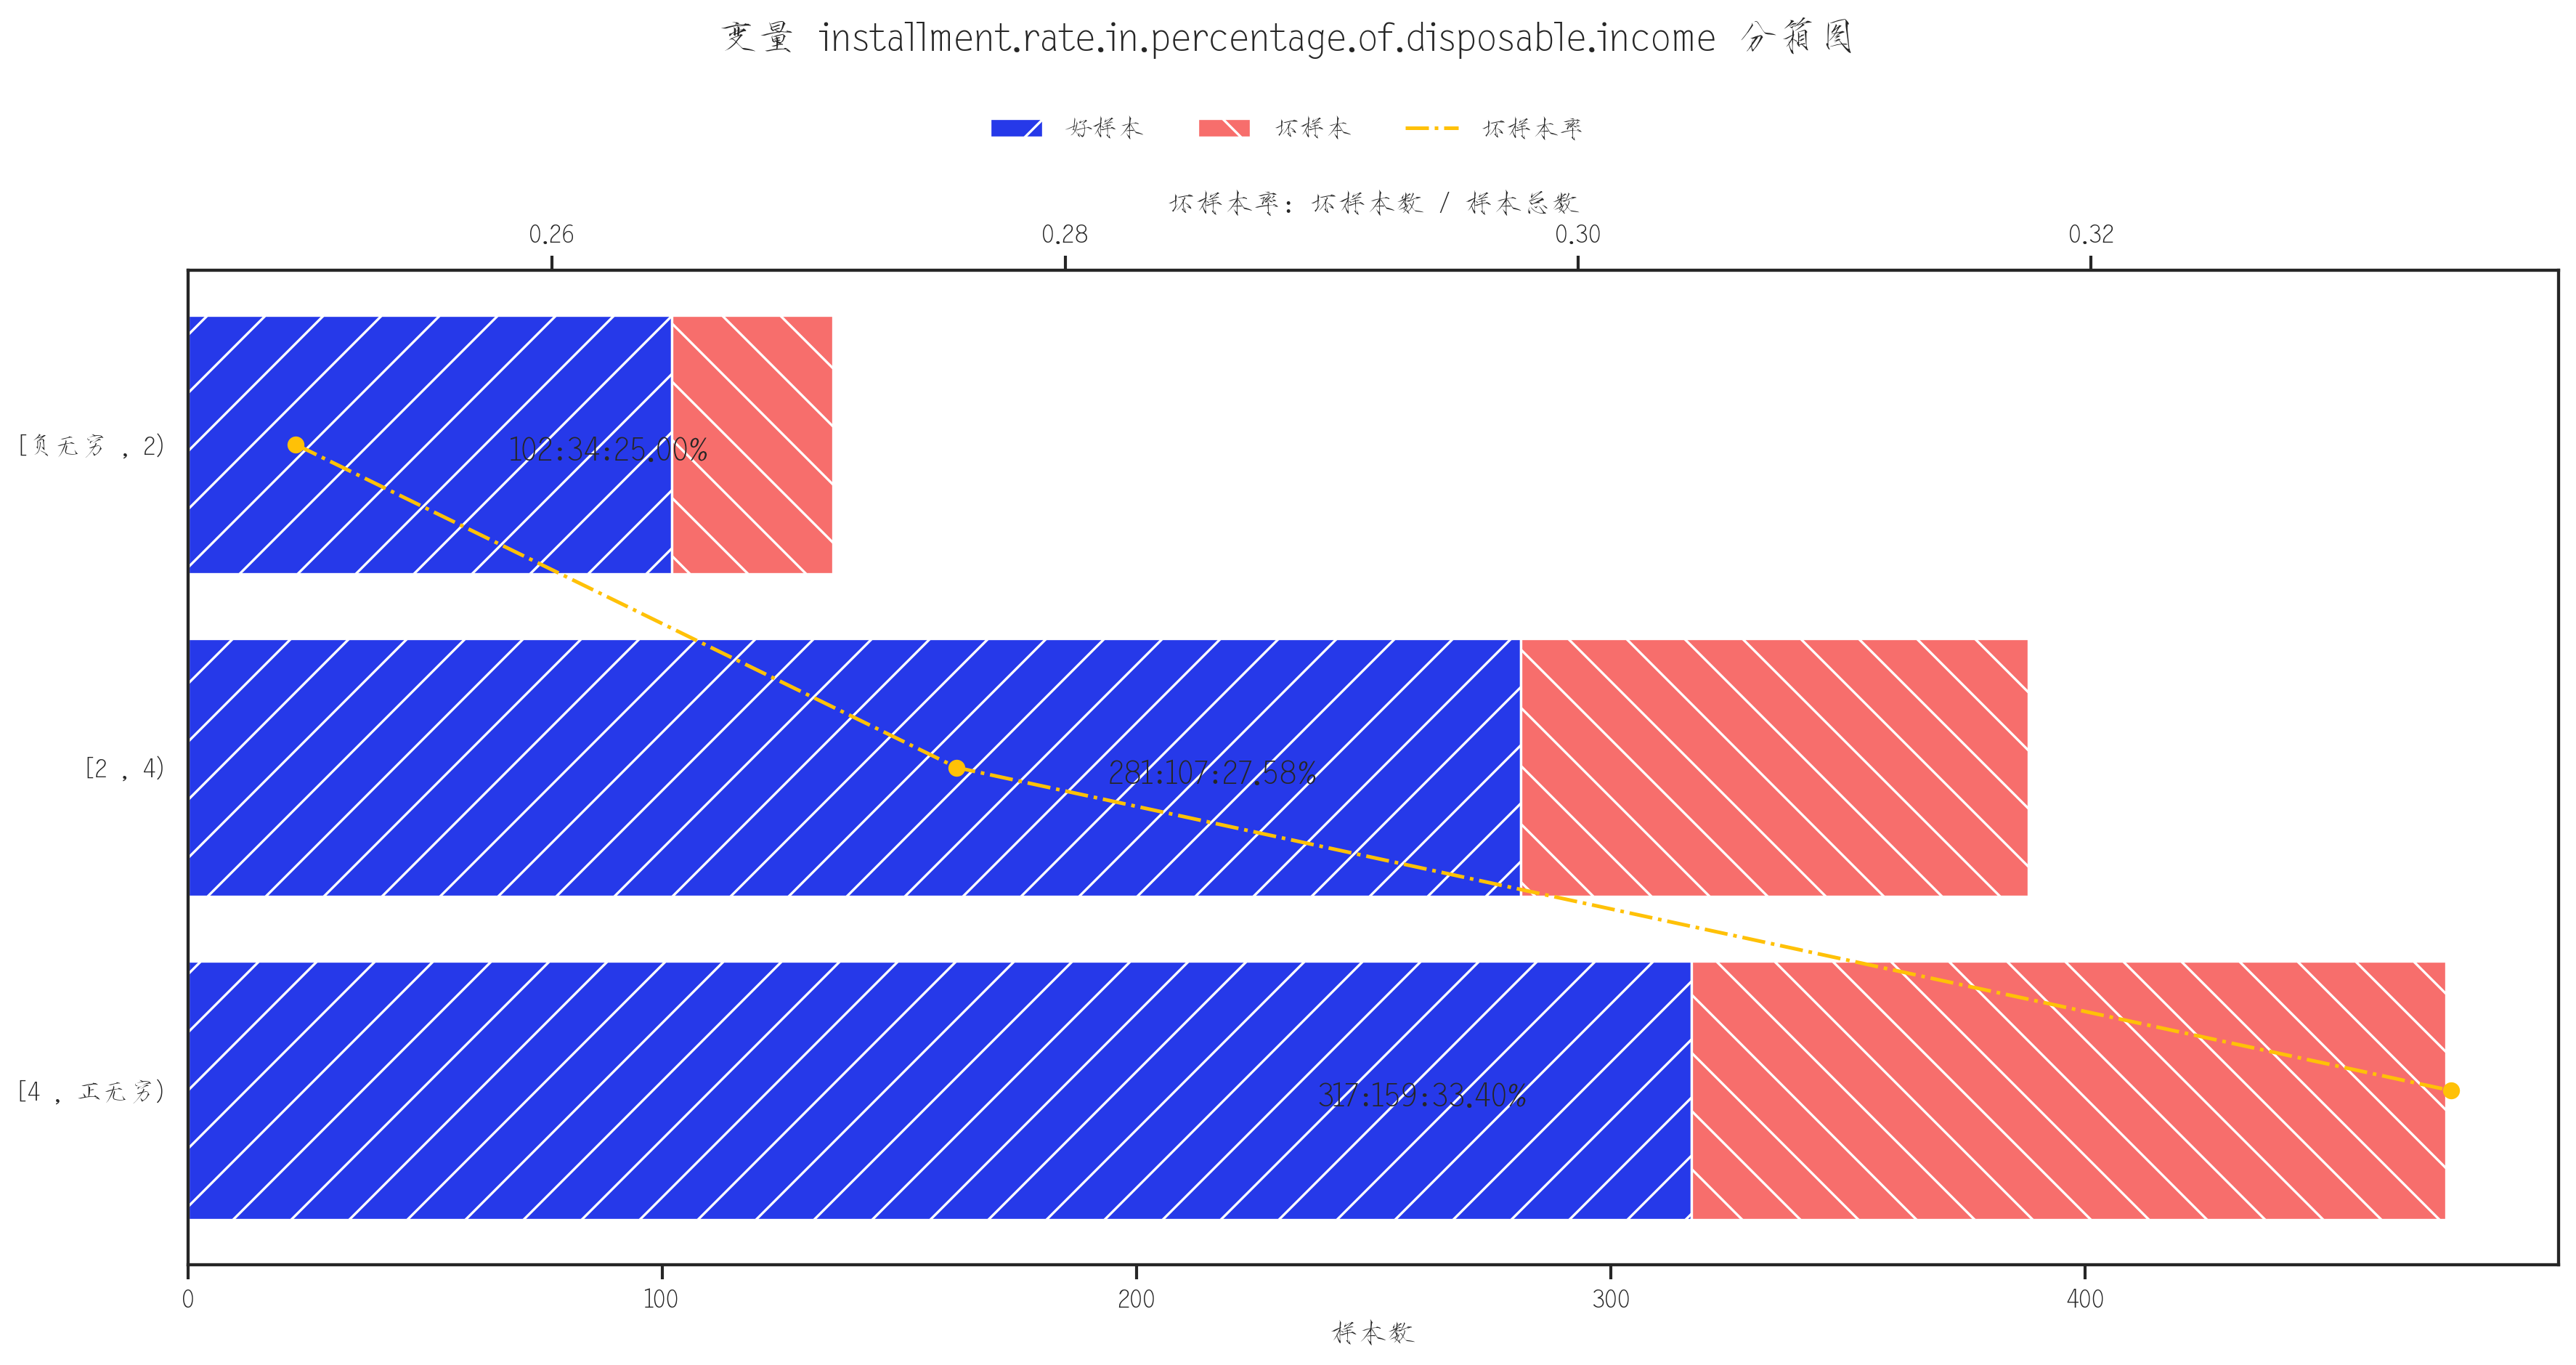 变量 installment.rate.in.percentage.of.disposable.income 分箱图
好样本 坏样本 坏样本率
坏样本率: 坏样本数 / 样本总数
0.26 0.28 0.30 0.32
[负无穷 , 2)
102:34:25.00%
[2 , 4)
281:107:27.58%
[4 , 正无穷)
317:159:33.40%
0 100 200 300 400
样本数